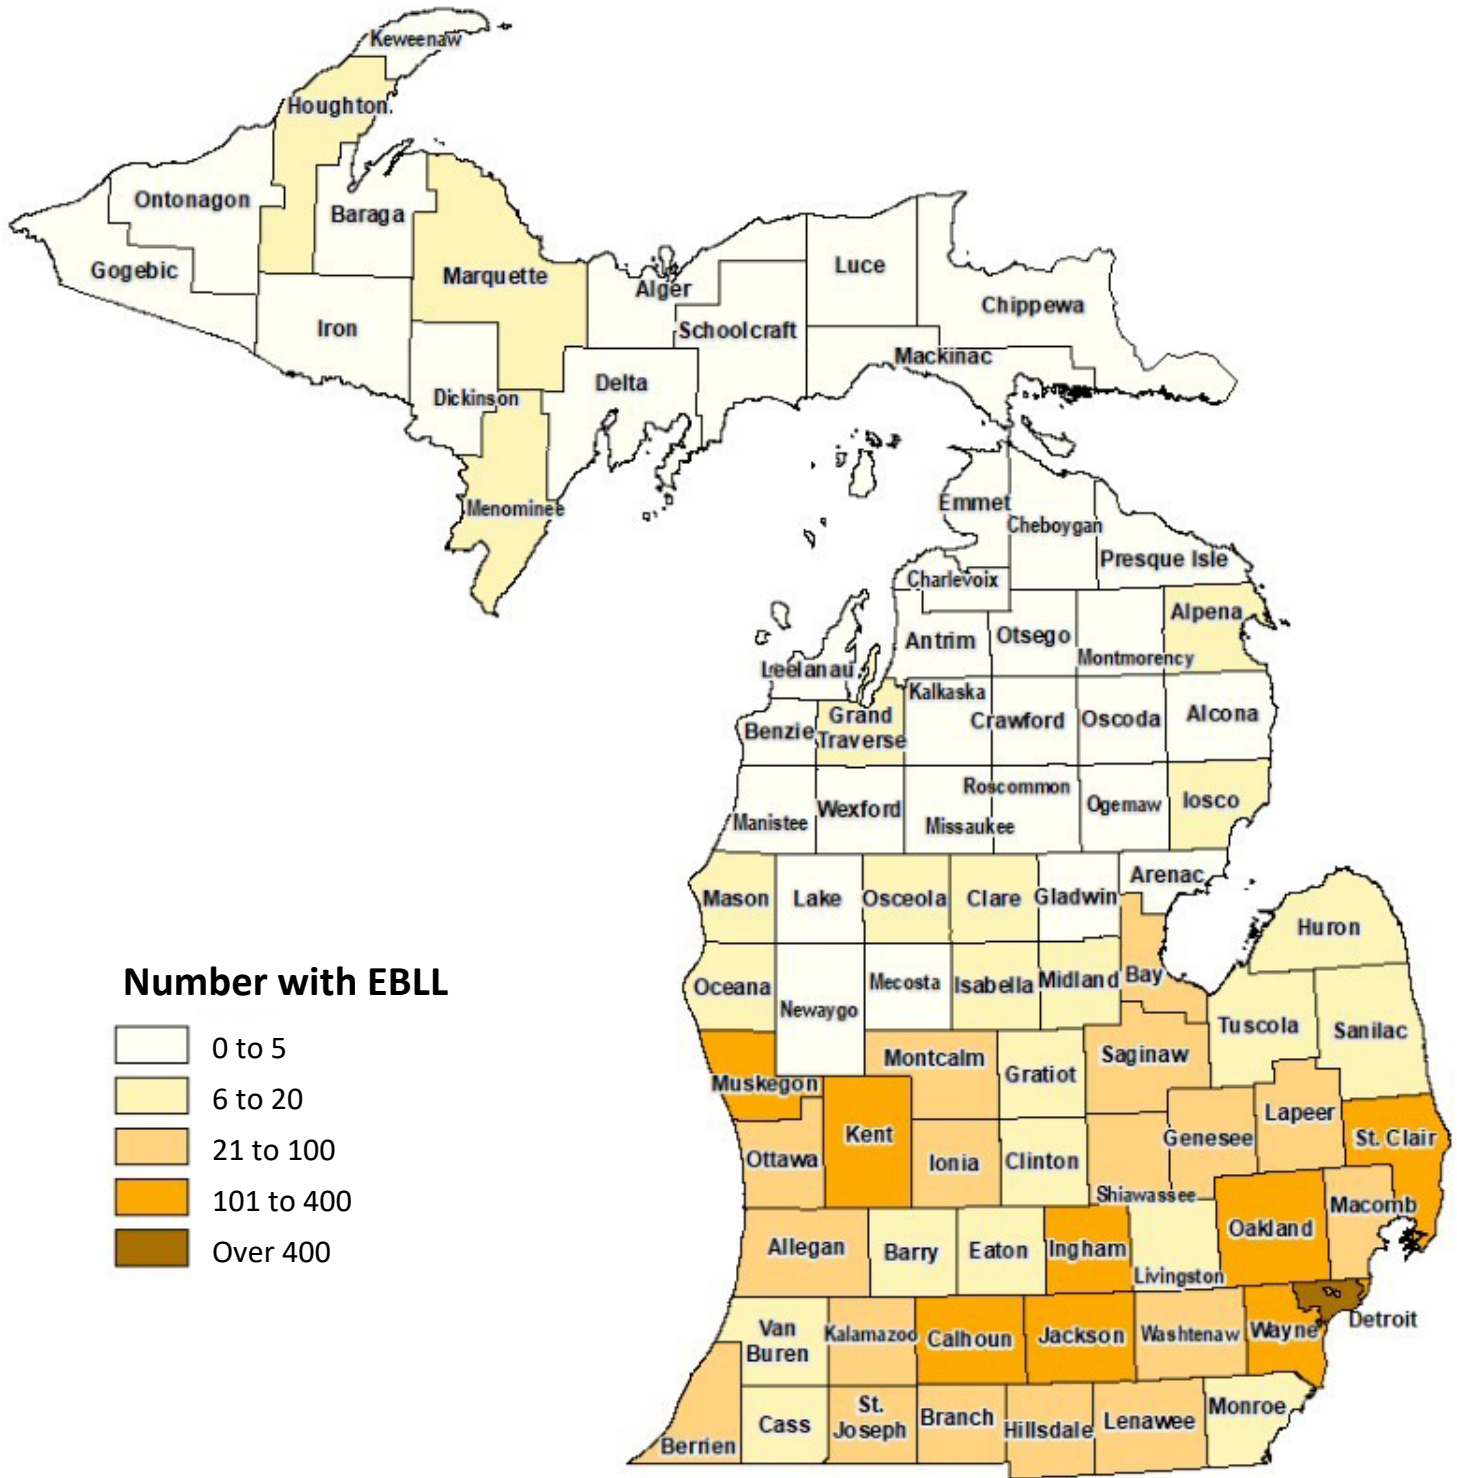 Keweenaw
Houghton
Ontonagon
Baraga
Gogebic
Marquette
Iron
Alger
Luce
Chippewa
Schoolcraft
Mackinac
Dickinson
Delta
Menominee
Emmet
Cheboygan
Presque Isle
Charlevoix
Alpena
Antrim
Otsego
Montmorency
Leelanau
Kalkaska
Grand
Traverse
Benzie
Crawford
Oscoda
Alcona
Manistee
Wexford
Missaukee
Roscommon
Ogemaw
Iosco
Mason
Lake
Osceola
Clare
Gladwin
Arenac
Huron
Oceana
Newaygo
Mecosta
Isabella
Midland
Bay
Tuscola
Sanilac
Muskegon
Montcalm
Gratiot
Saginaw
Lapeer
Genesee
St. Clair
Kent
Ottawa
Ionia
Clinton
Shiawassee
Macomb
Oakland
Allegan
Barry
Eaton
Ingham
Livingston
Detroit
Van
Buren
Kalamazoo
Calhoun
Jackson
Washtenaw
Wayne
Berrien
Cass
St.
Joseph
Branch
Hillsdale
Lenawee
Monroe
Number with EBLL
0 to 5
6 to 20
21 to 100
101 to 400
Over 400